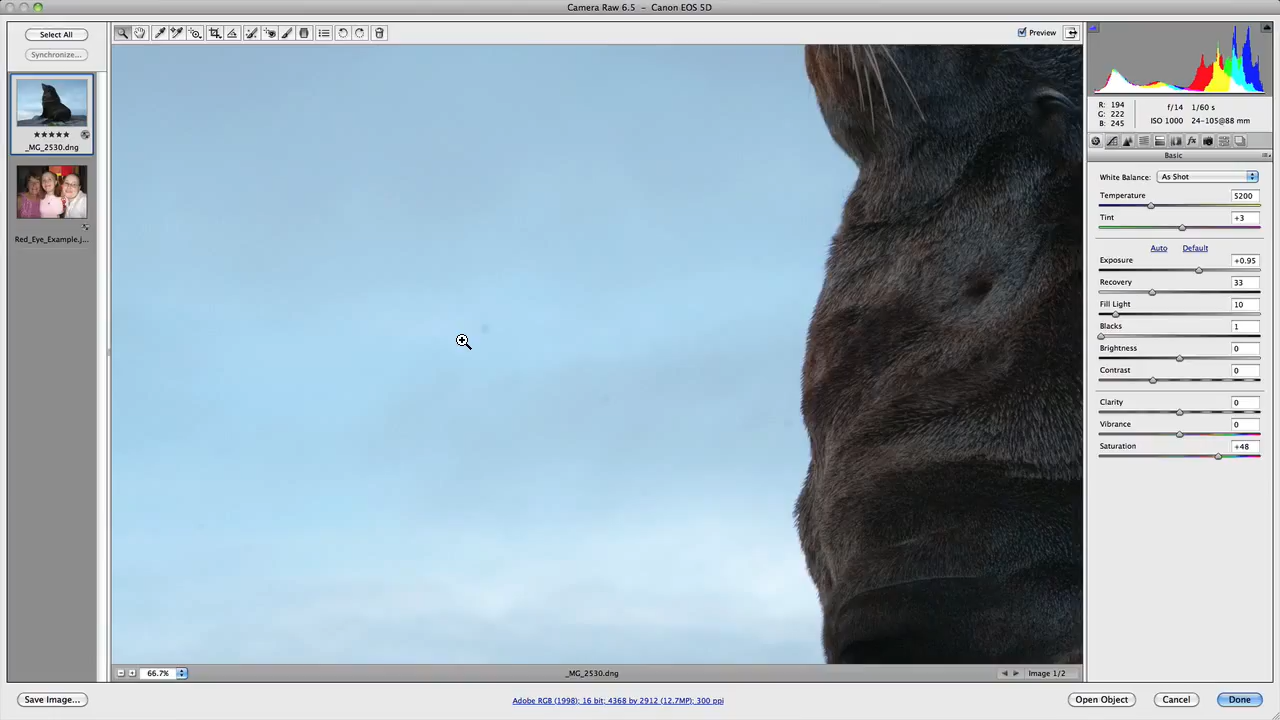 Camera Raw 6.5 – Canon EOS 5D
Select All
Synchronize...
_MG_2530.dng
Red_Eye_Example.j...
Preview
R: 194
G: 222
B: 245
f/14 1/60 s
ISO 1000 24-105@88 mm
Basic
White Balance: As Shot
Temperature 5200
Tint +3
Auto Default
Exposure +0.95
Recovery 33
Fill Light 10
Blacks 1
Brightness 0
Contrast 0
Clarity 0
Vibrance 0
Saturation +48
66.7%
_MG_2530.dng
Image 1/2
Save Image...
Adobe RGB (1998); 16 bit; 4368 by 2912 (12.7MP); 300 ppi
Open Object
Cancel
Done